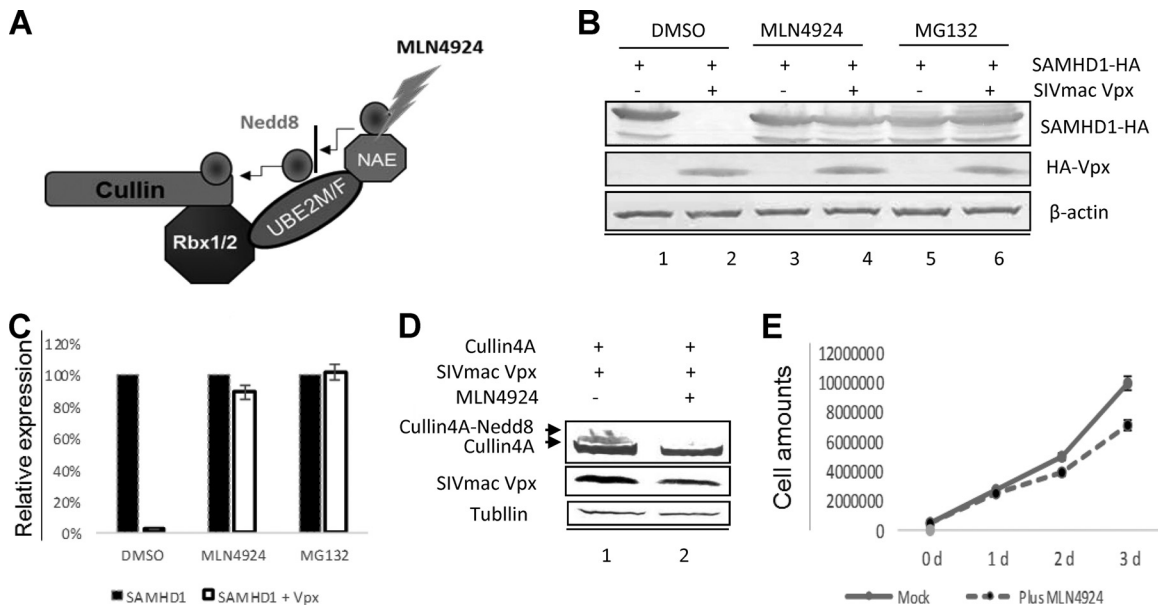 A
MLN4924
Nedd8
NAE
Cullin
UBE2M/F
Rbx1/2
B
DMSO MLN4924 MG132
+ + + + + + SAMHD1-HA
- + - + - + SIVmac Vpx
SAMHD1-HA
HA-Vpx
β-actin
1 2 3 4 5 6
C
Relative expression
120%
100%
80%
60%
40%
20%
0%
DMSO MLN4924 MG132
SAMHD1 SAMHD1 + Vpx
D
Cullin4A + +
SIVmac Vpx + +
MLN4924 - +
Cullin4A-Nedd8
Cullin4A
SIVmac Vpx
Tubllin
1 2
E
Cell amounts
12000000
10000000
8000000
6000000
4000000
2000000
0
0 d 1 d 2 d 3 d
Mock Plus MLN4924